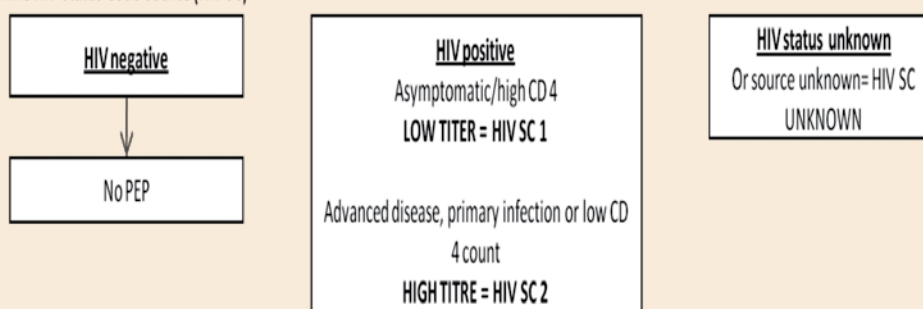 HIV negative
No PEP
HIV positive
Asymptomatic/high CD 4
LOW TITER = HIV SC 1
Advanced disease, primary infection or low CD
4 count
HIGH TITRE = HIV SC 2
HIV status unknown
Or source unknown= HIV SC
UNKNOWN